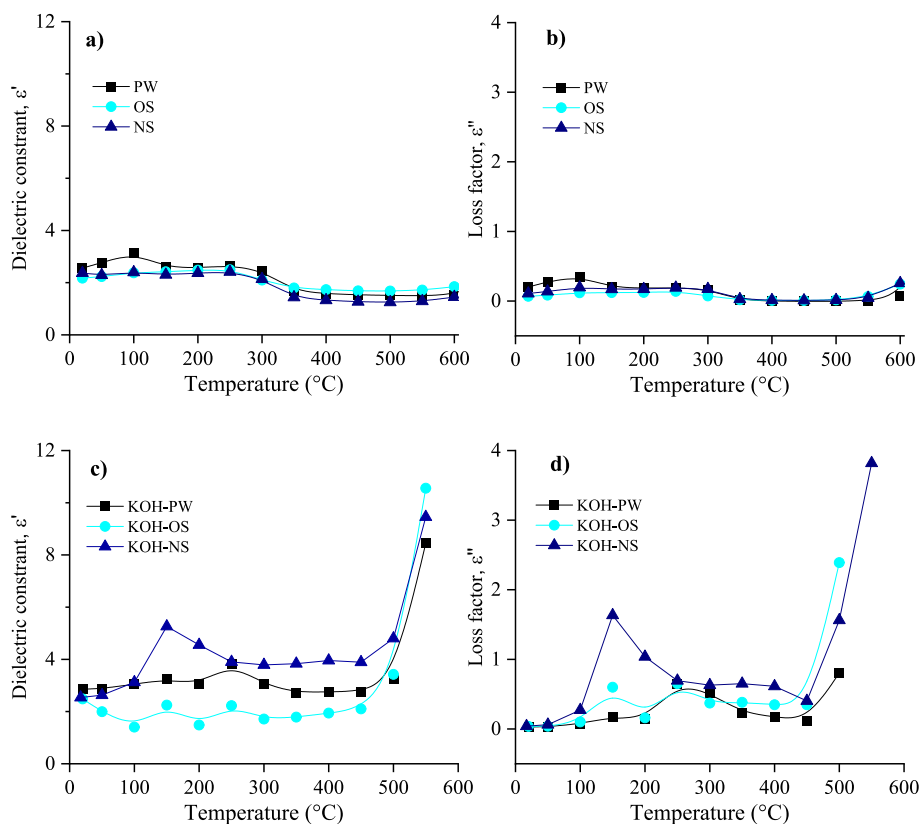 a)
PW
OS
NS
Dielectric constrant, ε'
12
8
4
0
0 100 200 300 400 500 600
Temperature (°C)
b)
PW
OS
NS
Loss factor, ε''
4
3
2
1
0
0 100 200 300 400 500 600
Temperature (°C)
c)
KOH-PW
KOH-OS
KOH-NS
Dielectric constrant, ε'
12
8
4
0
0 100 200 300 400 500 600
Temperature (°C)
d)
KOH-PW
KOH-OS
KOH-NS
Loss factor, ε''
4
3
2
1
0
0 100 200 300 400 500 600
Temperature (°C)